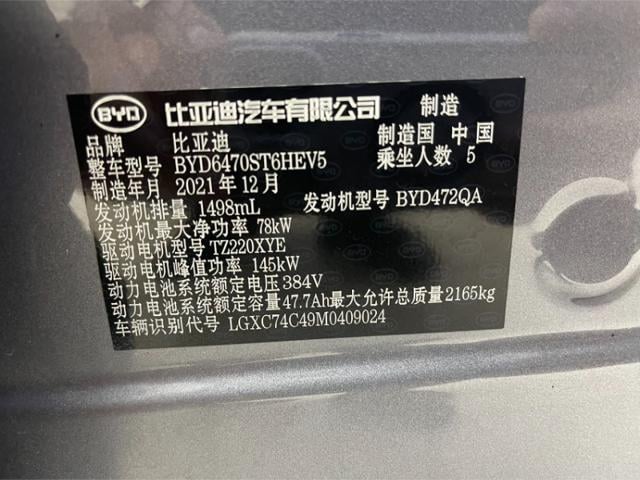 BYD 比亚迪汽车有限公司 制造
品牌 比亚迪 制造国 中国
整车型号 BYD6470ST6HEV5 乘坐人数 5
制造年月 2021年12月
发动机排量 1498mL 发动机型号 BYD472QA
发动机最大净功率 78kW
驱动电机型号 TZ220XYE
驱动电机峰值功率 145kW
动力电池系统额定电压 384V
动力电池系统额定容量 47.7Ah 最大允许总质量 2165kg
车辆识别代号 LGXC74C49M0409024